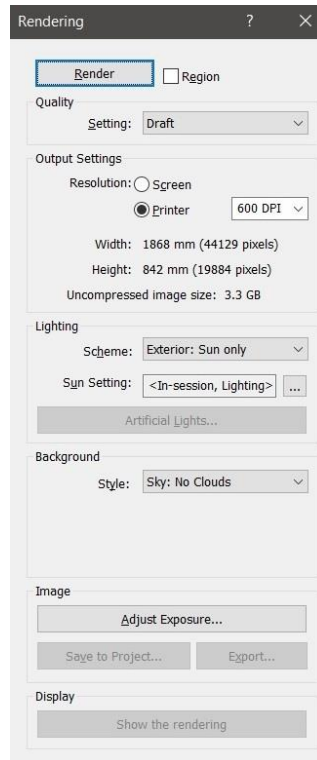 Rendering ? ×
Render Region
Quality
Setting: Draft
Output Settings
Resolution: Screen
Printer 600 DPI
Width: 1868 mm (44129 pixels)
Height: 842 mm (19884 pixels)
Uncompressed image size: 3.3 GB
Lighting
Scheme: Exterior: Sun only
Sun Setting: <In-session, Lighting> ...
Artificial Lights...
Background
Style: Sky: No Clouds
Image
Adjust Exposure...
Save to Project... Export...
Display
Show the rendering